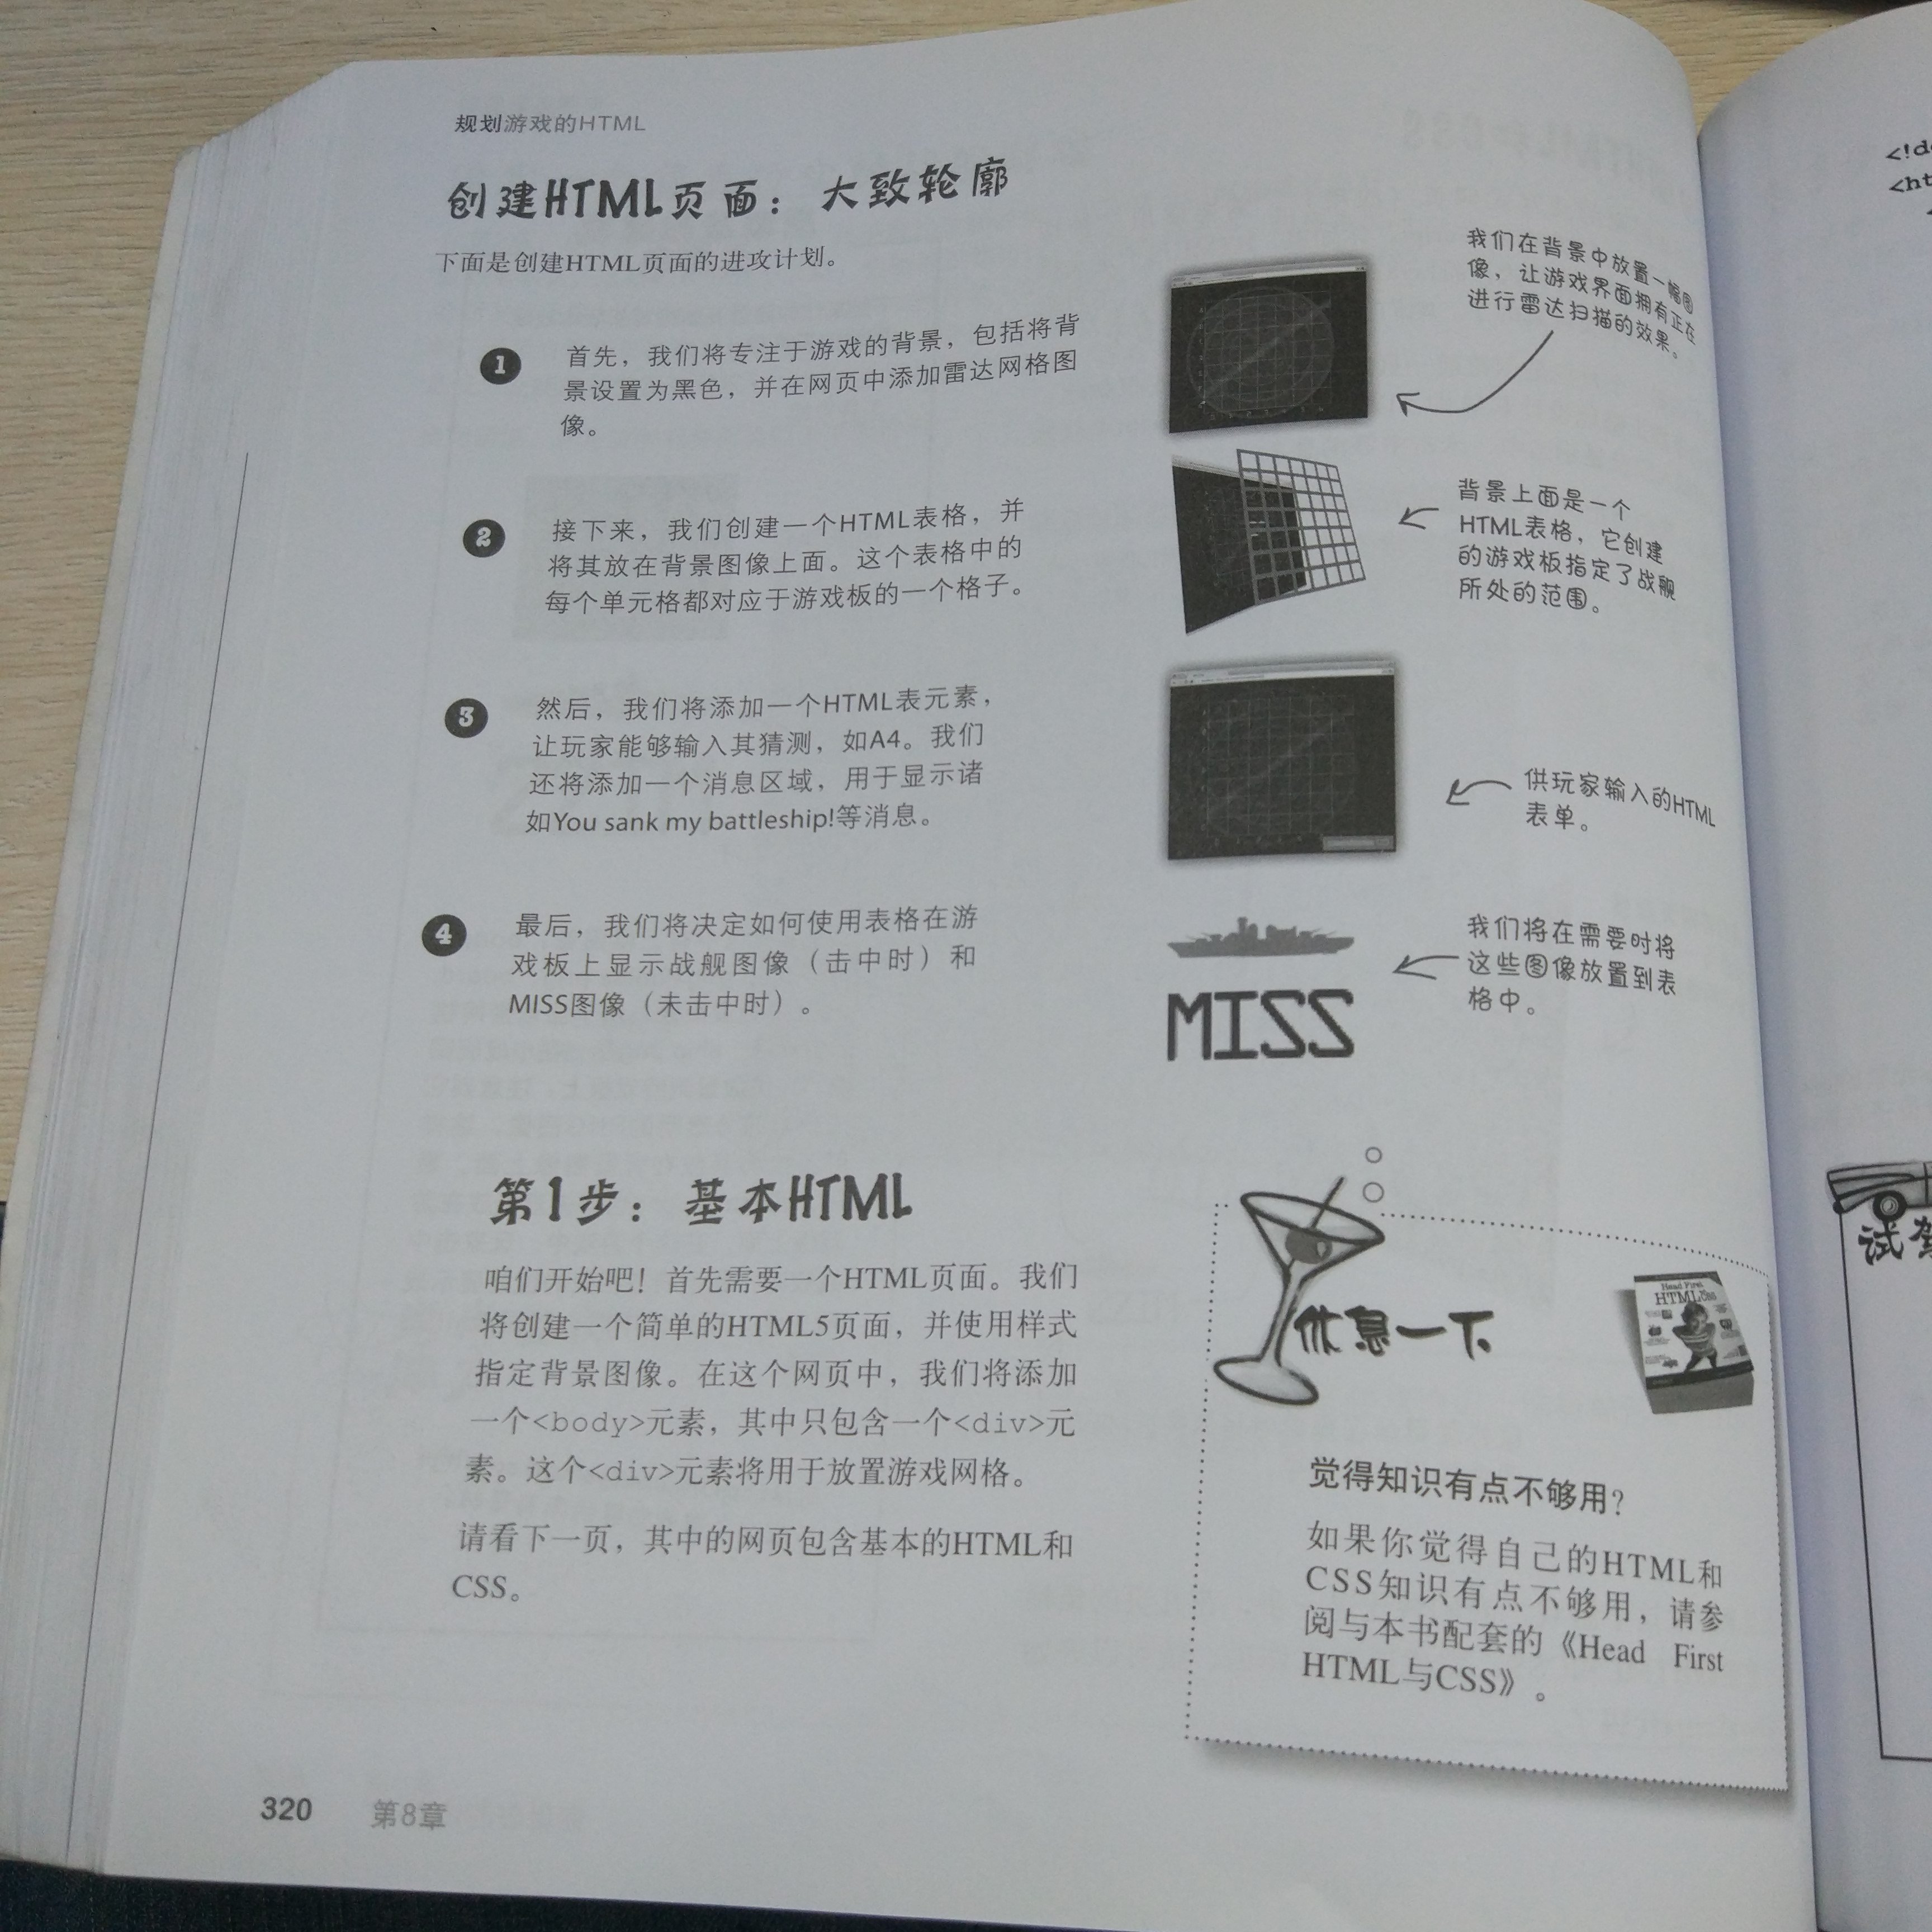 规划游戏的HTML
创建HTML页面：大致轮廓
下面是创建HTML页面的进攻计划。
1
首先，我们将专注于游戏的背景，包括将背
景设置为黑色，并在网页中添加雷达网格图
像。
我们在背景中放置一幅图
像，让游戏界面拥有正在
进行雷达扫描的效果。
2
接下来，我们创建一个HTML表格，并
将其放在背景图像上面。这个表格中的
每个单元格都对应于游戏板的一个格子。
背景上面是一个
HTML表格，它创建
的游戏板指定了战舰
所处的范围。
3
然后，我们将添加一个HTML表元素，
让玩家能够输入其猜测，如A4。我们
还将添加一个消息区域，用于显示诸
如You sank my battleship!等消息。
供玩家输入的HTML
表单。
4
最后，我们将决定如何使用表格在游
戏板上显示战舰图像（击中时）和
MISS图像（未击中时）。
MISS
我们将在需要时将
这些图像放置到表
格中。
第1步：基本HTML
咱们开始吧！首先需要一个HTML页面。我们
将创建一个简单的HTML5页面，并使用样式
指定背景图像。在这个网页中，我们将添加
一个<body>元素，其中只包含一个<div>元
素。这个<div>元素将用于放置游戏网格。
请看下一页，其中的网页包含基本的HTML和
CSS。
休息一下
Head First
HTML与CSS
觉得知识有点不够用？
如果你觉得自己的HTML和
CSS知识有点不够用，请参
阅与本书配套的《Head First
HTML与CSS》。
320 第8章
<!do
<ht
<
试驾